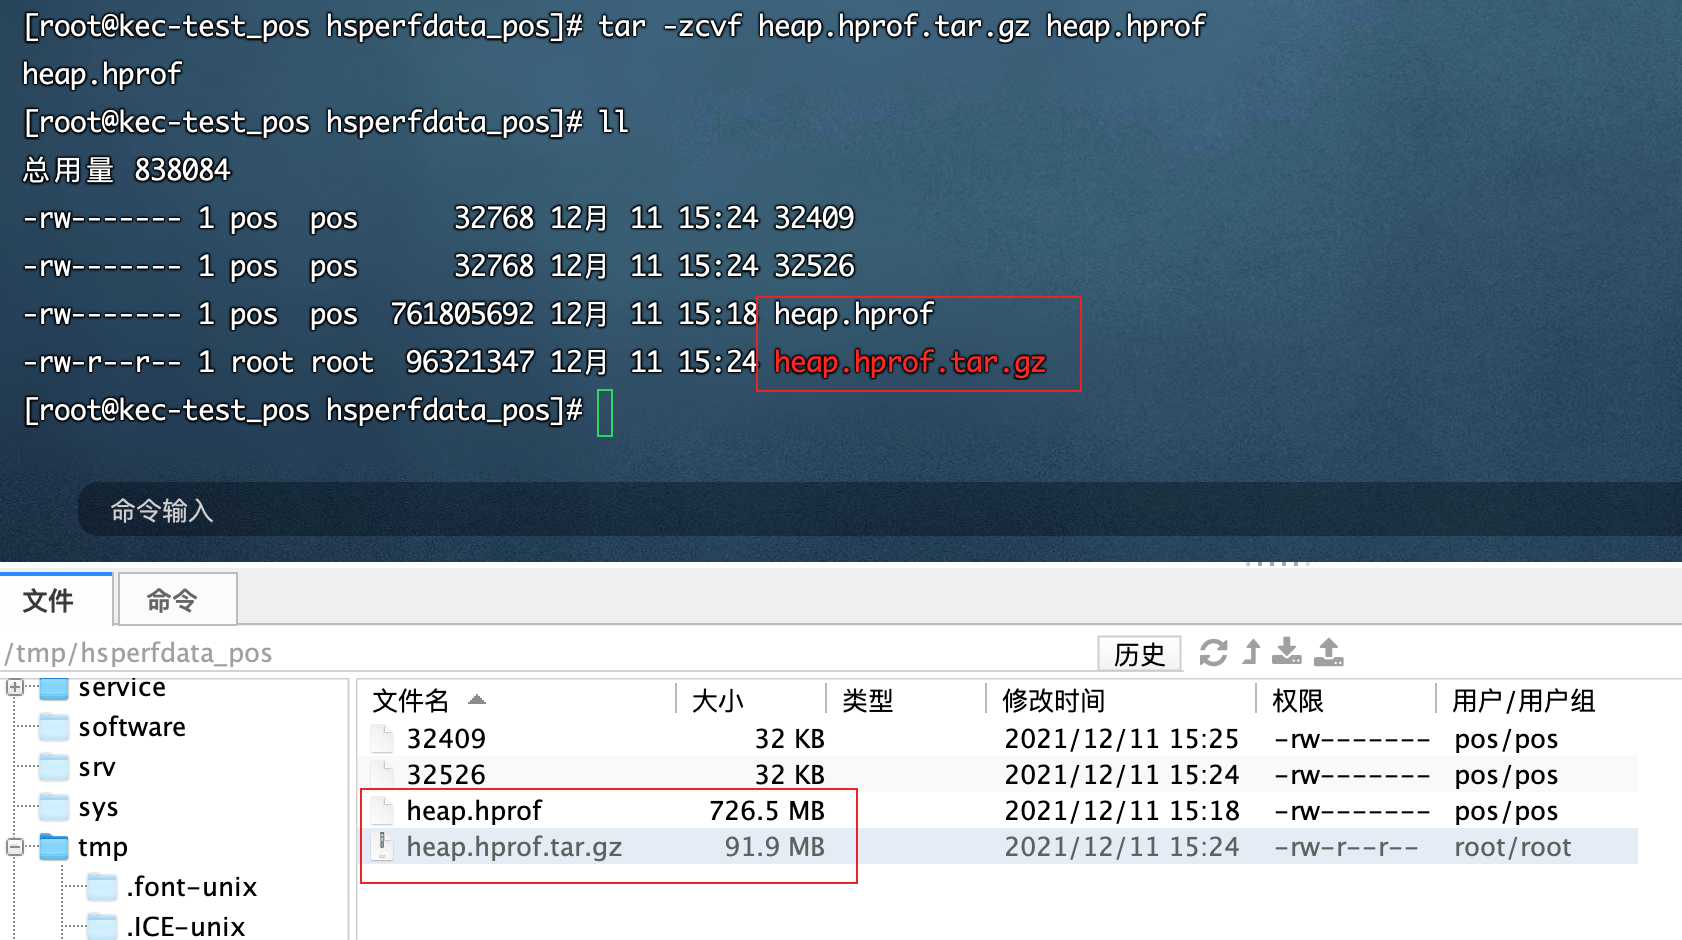 [root@kec-test_pos hsperfdata_pos]# tar -zcvf heap.hprof.tar.gz heap.hprof
heap.hprof
[root@kec-test_pos hsperfdata_pos]# ll
总用量 838084
-rw------- 1 pos  pos      32768 12月  11 15:24 32409
-rw------- 1 pos  pos      32768 12月  11 15:24 32526
-rw------- 1 pos  pos  761805692 12月  11 15:18 heap.hprof
-rw-r--r-- 1 root root  96321347 12月  11 15:24 heap.hprof.tar.gz
[root@kec-test_pos hsperfdata_pos]#
命令输入
文件 命令
/tmp/hsperfdata_pos 历史
service
software
srv
sys
tmp
.font-unix
.ICE-unix
文件名 大小 类型 修改时间 权限 用户/用户组
32409 32 KB 2021/12/11 15:25 -rw------- pos/pos
32526 32 KB 2021/12/11 15:24 -rw------- pos/pos
heap.hprof 726.5 MB 2021/12/11 15:18 -rw------- pos/pos
heap.hprof.tar.gz 91.9 MB 2021/12/11 15:24 -rw-r--r-- root/root